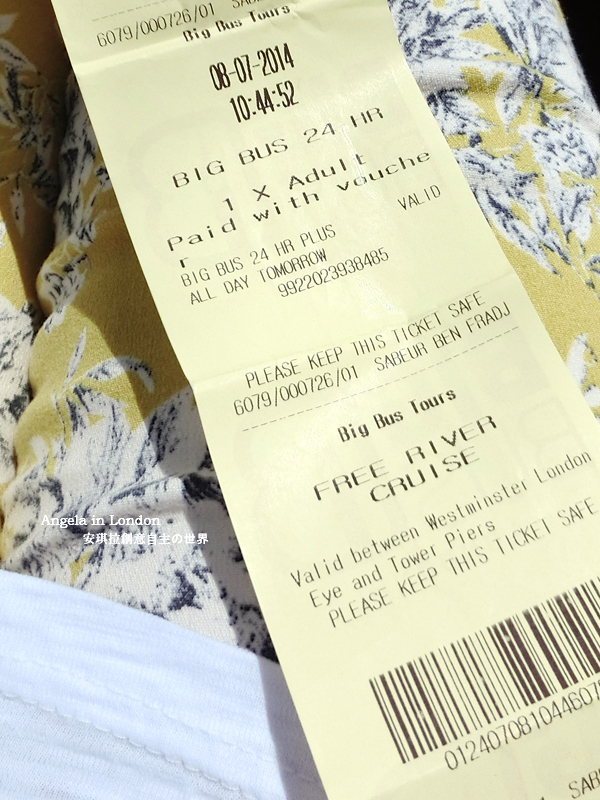 6079/000726/01 SABEU
Big Bus Tours
08-07-2014
10:44:52
BIG BUS 24 HR
1 X Adult
Paid with vouche
r
VALID
BIG BUS 24 HR PLUS
ALL DAY TOMORROW
9922023938485
PLEASE KEEP THIS TICKET SAFE
6079/000726/01 SABEUR BEN FRADJ
Big Bus Tours
FREE RIVER
CRUISE
Valid between Westminster London
Eye and Tower Piers
PLEASE KEEP THIS TICKET SAFE
Angela in London
安琪拉創意自主の世界
0124070810446079